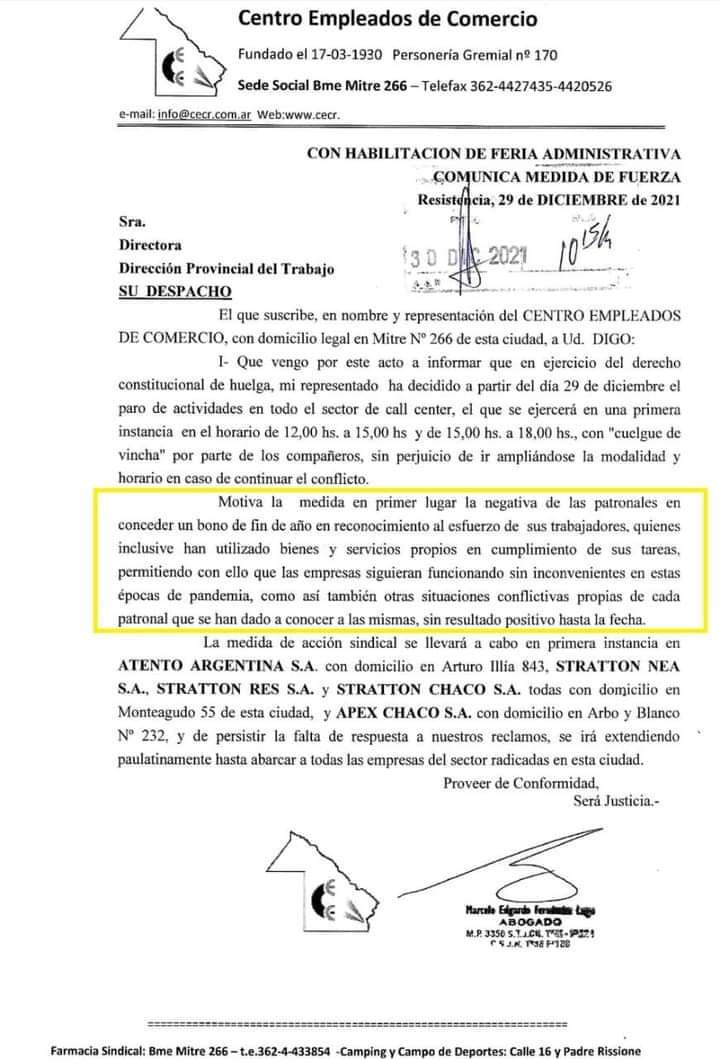 Centro Empleados de Comercio
Fundado el 17-03-1930 Personería Gremial nº 170
Sede Social Bme Mitre 266 – Telefax 362-4427435-4420526
e-mail: info@cecr.com.ar Web:www.cecr.
CON HABILITACION DE FERIA ADMINISTRATIVA
COMUNICA MEDIDA DE FUERZA
Resistencia, 29 de DICIEMBRE de 2021
Sra.
Directora
30 DIC 2021
Dirección Provincial del Trabajo
SU DESPACHO
El que suscribe, en nombre y representación del CENTRO EMPLEADOS
DE COMERCIO, con domicilio legal en Mitre Nº 266 de esta ciudad, a Ud. DIGO:
I- Que vengo por este acto a informar que en ejercicio del derecho
constitucional de huelga, mi representado ha decidido a partir del día 29 de diciembre el
paro de actividades en todo el sector de call center, el que se ejercerá en una primera
instancia en el horario de 12,00 hs. a 15,00 hs y de 15,00 hs. a 18,00 hs., con "cuelgue de
vincha" por parte de los compañeros, sin perjuicio de ir ampliándose la modalidad y
horario en caso de continuar el conflicto.
Motiva la medida en primer lugar la negativa de las patronales en
conceder un bono de fin de año en reconocimiento al esfuerzo de sus trabajadores, quienes
inclusive han utilizado bienes y servicios propios en cumplimiento de sus tareas,
permitiendo con ello que las empresas siguieran funcionando sin inconvenientes en estas
épocas de pandemia, como así también otras situaciones conflictivas propias de cada
patronal que se han dado a conocer a las mismas, sin resultado positivo hasta la fecha.
La medida de acción sindical se llevará a cabo en primera instancia en
ATENTO ARGENTINA S.A. con domicilio en Arturo Illía 843, STRATTON NEA
S.A., STRATTON RES S.A. y STRATTON CHACO S.A. todas con domicilio en
Monteagudo 55 de esta ciudad, y APEX CHACO S.A. con domicilio en Arbo y Blanco
Nº 232, y de persistir la falta de respuesta a nuestros reclamos, se irá extendiendo
paulatinamente hasta abarcar a todas las empresas del sector radicadas en esta ciudad.
Proveer de Conformidad,
Será Justicia.-
Marcelo Edgardo
ABOGADO
M.P. 3350
Farmacia Sindical: Bme Mitre 266 – t.e.362-4-433854 -Camping y Campo de Deportes: Calle 16 y Padre Rissione